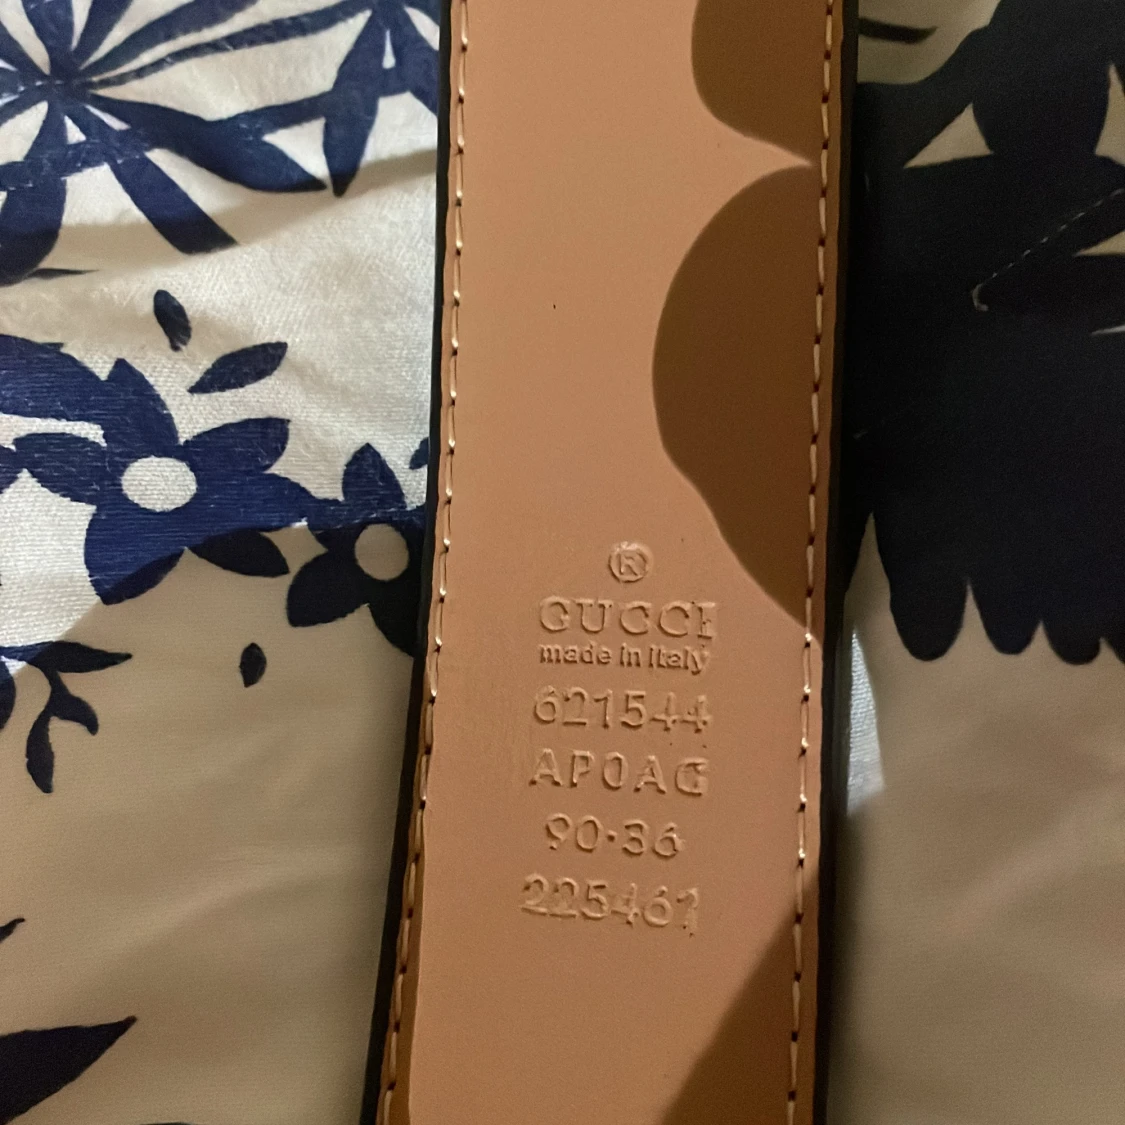 ®
GUCCI
made in italy
621544
AP0AG
90·36
225461